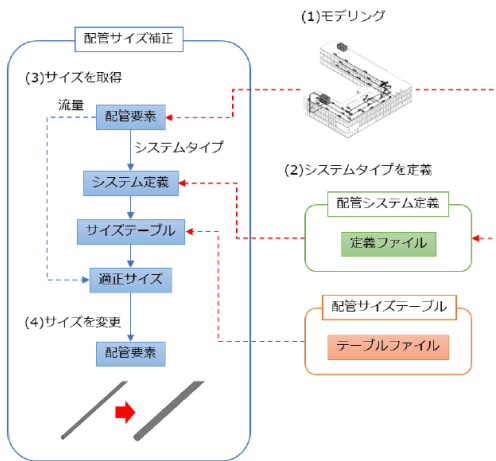 配管サイズ補正
(1)モデリング
(3)サイズを取得
流量
配管要素
システムタイプ
システム定義
サイズテーブル
適正サイズ
(4)サイズを変更
配管要素
(2)システムタイプを定義
配管システム定義
定義ファイル
配管サイズテーブル
テーブルファイル